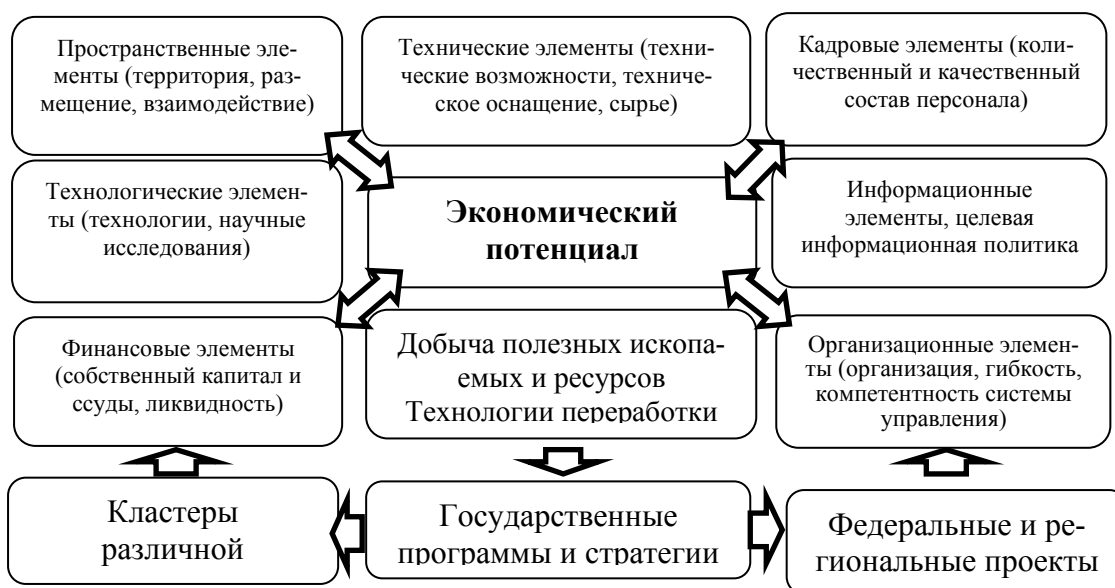 Пространственные эле-
менты (территория, раз-
мещение, взаимодействие)
Технические элементы (техни-
ческие возможности, техниче-
ское оснащение, сырье)
Кадровые элементы (коли-
чественный и качественный
состав персонала)
Технологические элемен-
ты (технологии, научные
исследования)
Экономический
потенциал
Информационные
элементы, целевая
информационная политика
Финансовые элементы
(собственный капитал и
ссуды, ликвидность)
Добыча полезных ископа-
емых и ресурсов
Технологии переработки
Организационные элемен-
ты (организация, гибкость,
компетентность системы
управления)
Кластеры
различной
Государственные
программы и стратегии
Федеральные и ре-
гиональные проекты